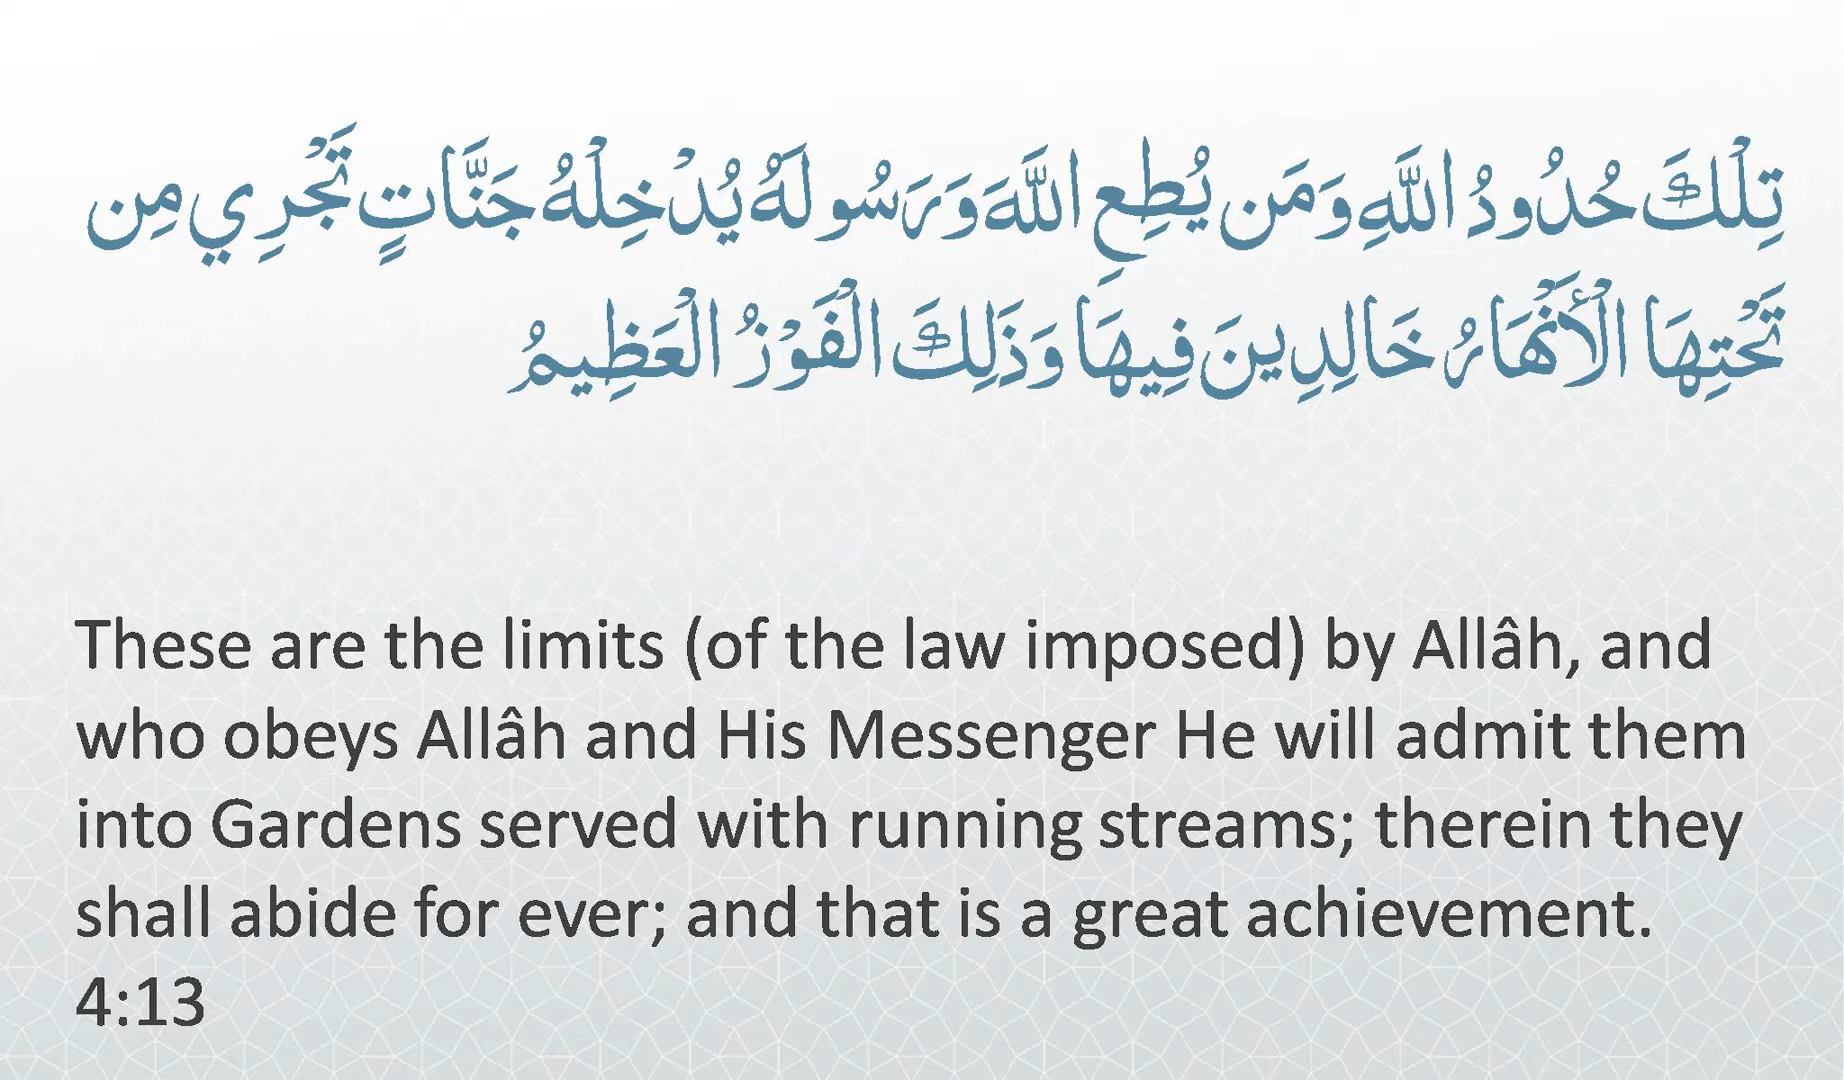 تِلْكَ حُدُودُ اللَّهِ وَمَن يُطِعِ اللَّهَ وَرَسُولَهُ يُدْخِلْهُ جَنَّاتٍ تَجْرِي مِن
تَحْتِهَا الْأَنْهَارُ خَالِدِينَ فِيهَا وَذَلِكَ الْفَوْزُ الْعَظِيمُ
These are the limits (of the law imposed) by Allâh, and
who obeys Allâh and His Messenger He will admit them
into Gardens served with running streams; therein they
shall abide for ever; and that is a great achievement.
4:13